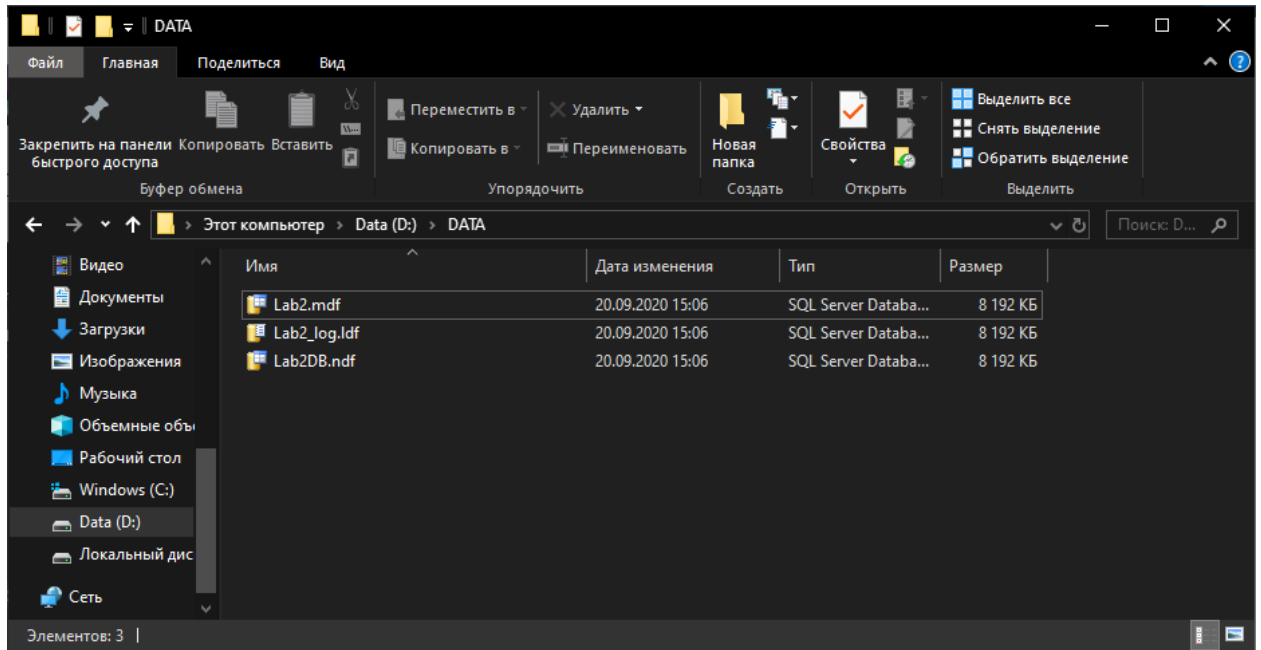 DATA
Файл Главная Поделиться Вид
Закрепить на панели быстрого доступа
Копировать
Вставить
Переместить в
Копировать в
Удалить
Переименовать
Новая папка
Свойства
Выделить все
Снять выделение
Обратить выделение
Буфер обмена Упорядочить Создать Открыть Выделить
Этот компьютер > Data (D:) > DATA
Поиск: D...
Видео
Документы
Загрузки
Изображения
Музыка
Объемные объ
Рабочий стол
Windows (C:)
Data (D:)
Локальный дис
Сеть
Имя Дата изменения Тип Размер
Lab2.mdf 20.09.2020 15:06 SQL Server Databa... 8 192 КБ
Lab2_log.ldf 20.09.2020 15:06 SQL Server Databa... 8 192 КБ
Lab2DB.ndf 20.09.2020 15:06 SQL Server Databa... 8 192 КБ
Элементов: 3